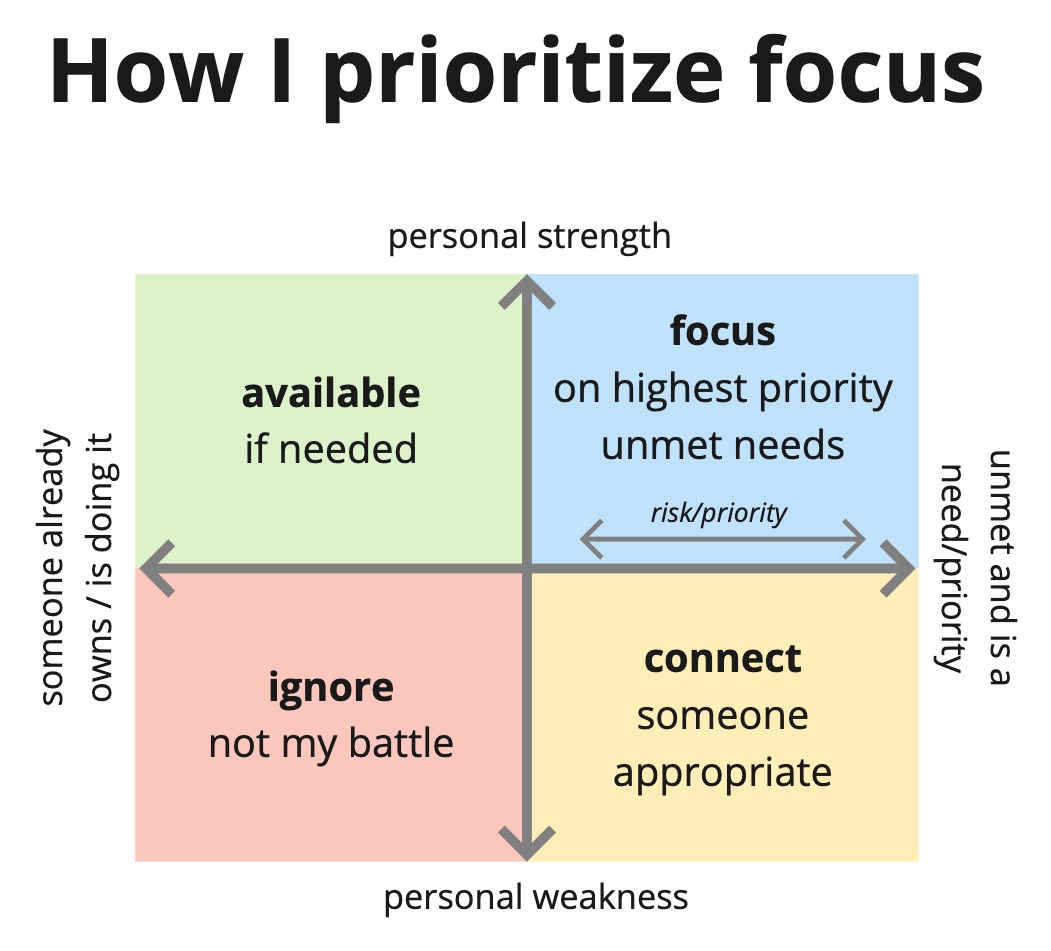 How I prioritize focus
personal strength
available
if needed
focus
on highest priority
unmet needs
risk/priority
someone already
owns / is doing it
unmet and is a
need/priority
ignore
not my battle
connect
someone
appropriate
personal weakness